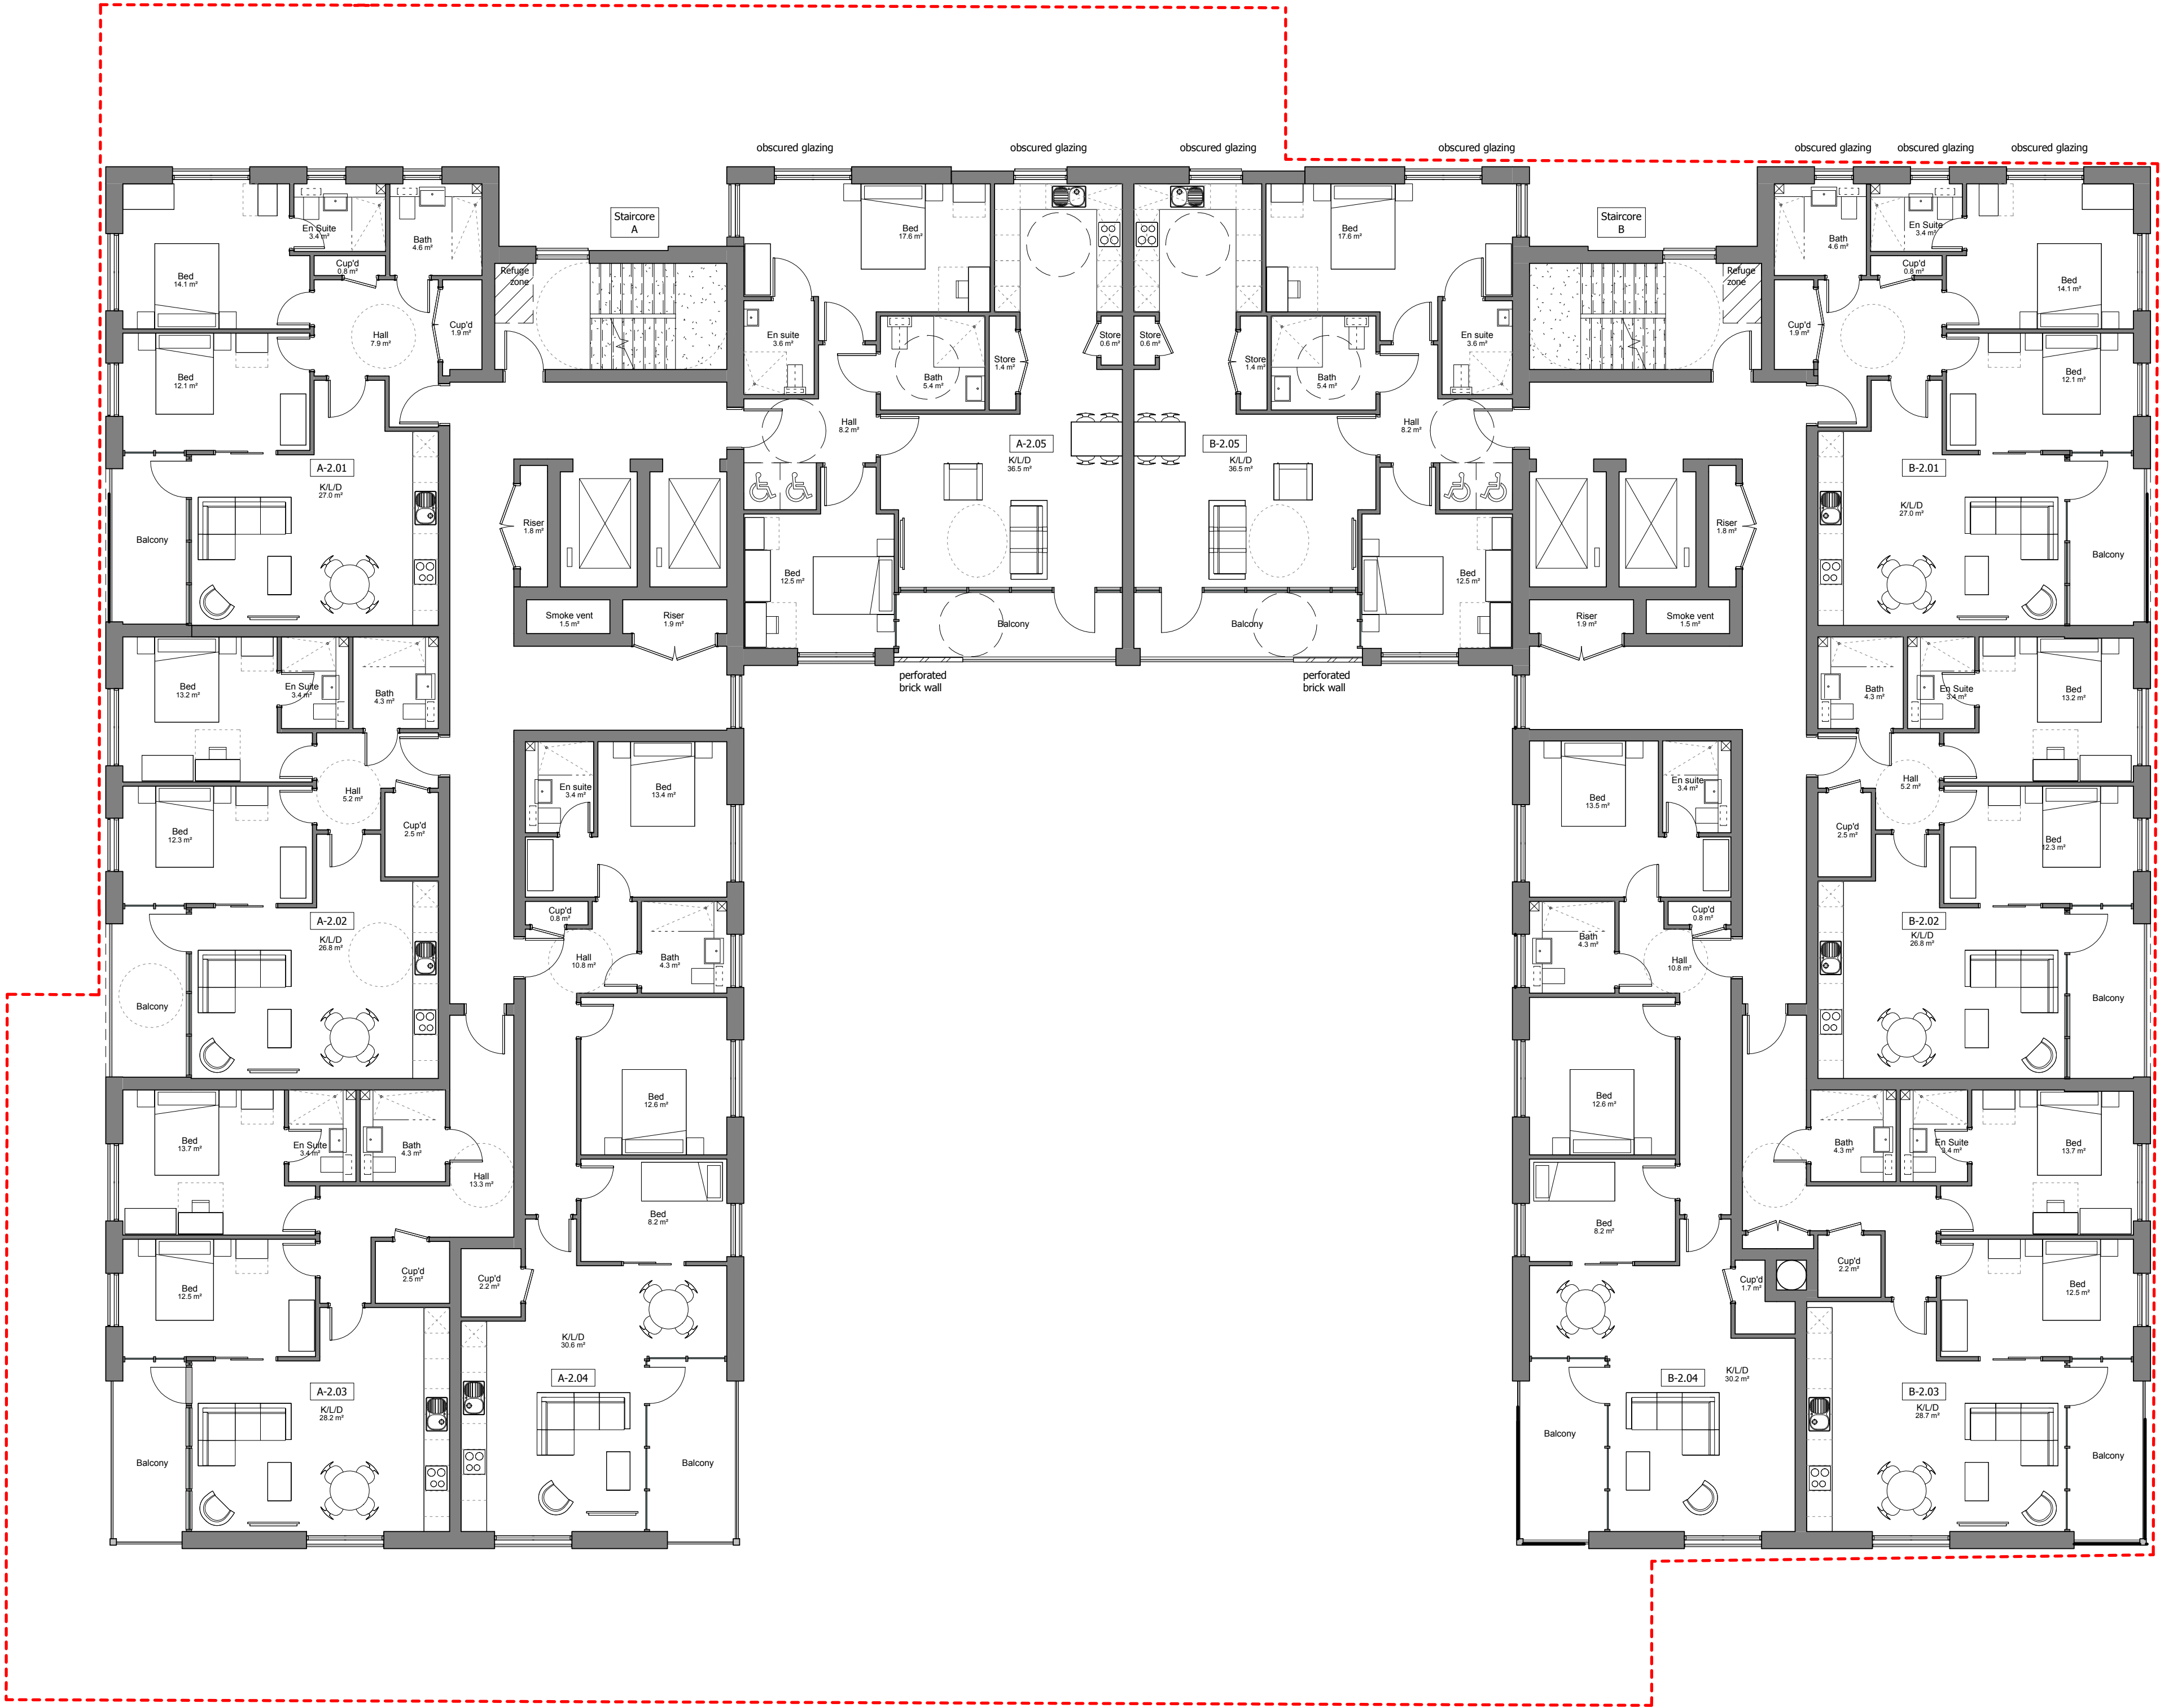 obscured glazing
obscured glazing
obscured glazing
obscured glazing
obscured glazing
obscured glazing
obscured glazing
Staircore
A
Staircore
B
En Suite
3.4 m²
Bath
4.6 m²
Cup'd
0.8 m²
Bed
14.1 m²
Hall
7.9 m²
Cup'd
1.9 m²
Bed
12.1 m²
Refuge
zone
A-2.01
K/L/D
27.0 m²
Balcony
Riser
1.8 m²
Smoke vent
1.5 m²
Riser
1.9 m²
Bed
17.6 m²
En suite
3.6 m²
Bath
5.4 m²
Store
1.4 m²
Store
0.6 m²
Hall
8.2 m²
A-2.05
K/L/D
36.5 m²
Bed
12.5 m²
Balcony
perforated
brick wall
Bed
17.6 m²
Store
0.6 m²
Store
1.4 m²
Bath
5.4 m²
En suite
3.6 m²
Hall
8.2 m²
B-2.05
K/L/D
36.5 m²
Bed
12.5 m²
Balcony
perforated
brick wall
Refuge
zone
Riser
1.8 m²
Riser
1.9 m²
Smoke vent
1.5 m²
Bath
4.6 m²
En Suite
3.4 m²
Cup'd
0.8 m²
Cup'd
1.9 m²
Bed
14.1 m²
Bed
12.1 m²
B-2.01
K/L/D
27.0 m²
Balcony
Bed
13.2 m²
En Suite
3.4 m²
Bath
4.3 m²
Hall
5.2 m²
Bed
12.3 m²
Cup'd
2.5 m²
A-2.02
K/L/D
26.8 m²
Balcony
En suite
3.4 m²
Bed
13.4 m²
Cup'd
0.8 m²
Hall
10.8 m²
Bath
4.3 m²
Bed
12.6 m²
Bed
8.2 m²
Cup'd
2.2 m²
K/L/D
30.6 m²
A-2.04
Balcony
Bed
13.7 m²
En Suite
3.4 m²
Bath
4.3 m²
Hall
13.3 m²
Bed
12.5 m²
Cup'd
2.5 m²
A-2.03
K/L/D
28.2 m²
Balcony
Bed
13.5 m²
En suite
3.4 m²
Cup'd
0.8 m²
Bath
4.3 m²
Hall
10.8 m²
Bed
12.6 m²
Bed
8.2 m²
Cup'd
1.7 m²
K/L/D
30.2 m²
B-2.04
Balcony
Bath
4.3 m²
En Suite
3.4 m²
Bed
13.2 m²
Hall
5.2 m²
Cup'd
2.5 m²
Bed
12.3 m²
B-2.02
K/L/D
26.8 m²
Balcony
Bath
4.3 m²
En Suite
3.4 m²
Bed
13.7 m²
Cup'd
2.2 m²
Bed
12.5 m²
B-2.03
K/L/D
28.7 m²
Balcony